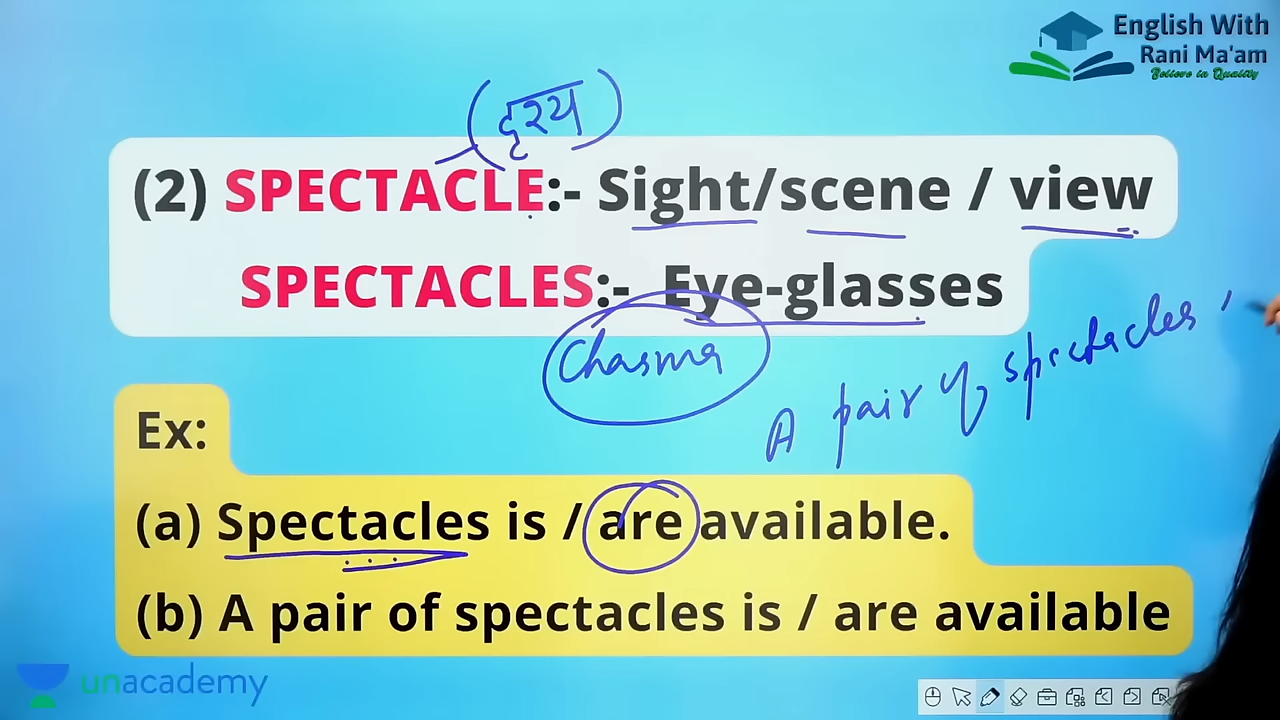 English With
Rani Ma'am
Believe in Quality
(दृश्य)
(2) SPECTACLE:- Sight/scene / view
SPECTACLES:- Eye-glasses
Chasma
A pair of spectacles
Ex:
(a) Spectacles is / are available.
(b) A pair of spectacles is / are available
unacademy